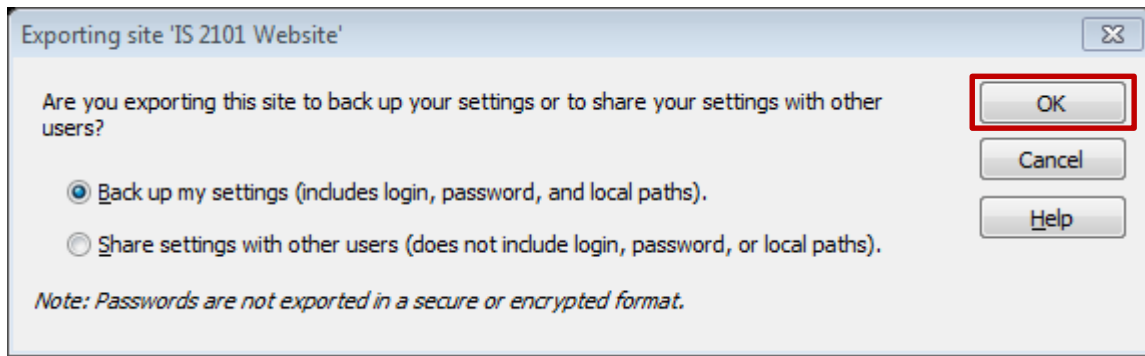 Exporting site 'IS 2101 Website'
Are you exporting this site to back up your settings or to share your settings with other
users?
OK
Cancel
Back up my settings (includes login, password, and local paths).
Help
Share settings with other users (does not include login, password, or local paths).
Note: Passwords are not exported in a secure or encrypted format.